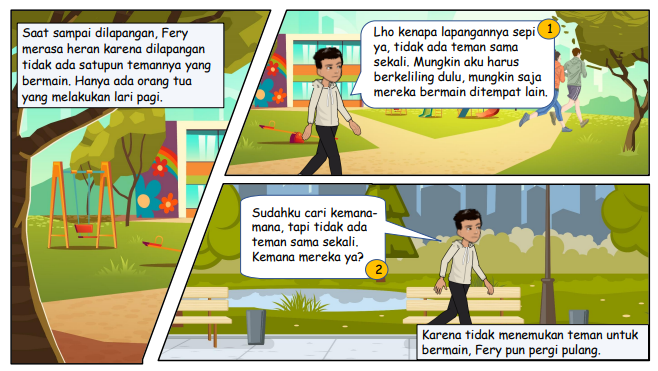 Saat sampai dilapangan, Fery
merasa heran karena dilapangan
tidak ada satupun temannya yang
bermain. Hanya ada orang tua
yang melakukan lari pagi.
Lho kenapa lapangannya sepi
ya, tidak ada teman sama
sekali. Mungkin aku harus
berkeliling dulu, mungkin saja
mereka bermain ditempat lain.
1
Sudahku cari kemana-
mana, tapi tidak ada
teman sama sekali.
Kemana mereka ya?
2
Karena tidak menemukan teman untuk
bermain, Fery pun pergi pulang.